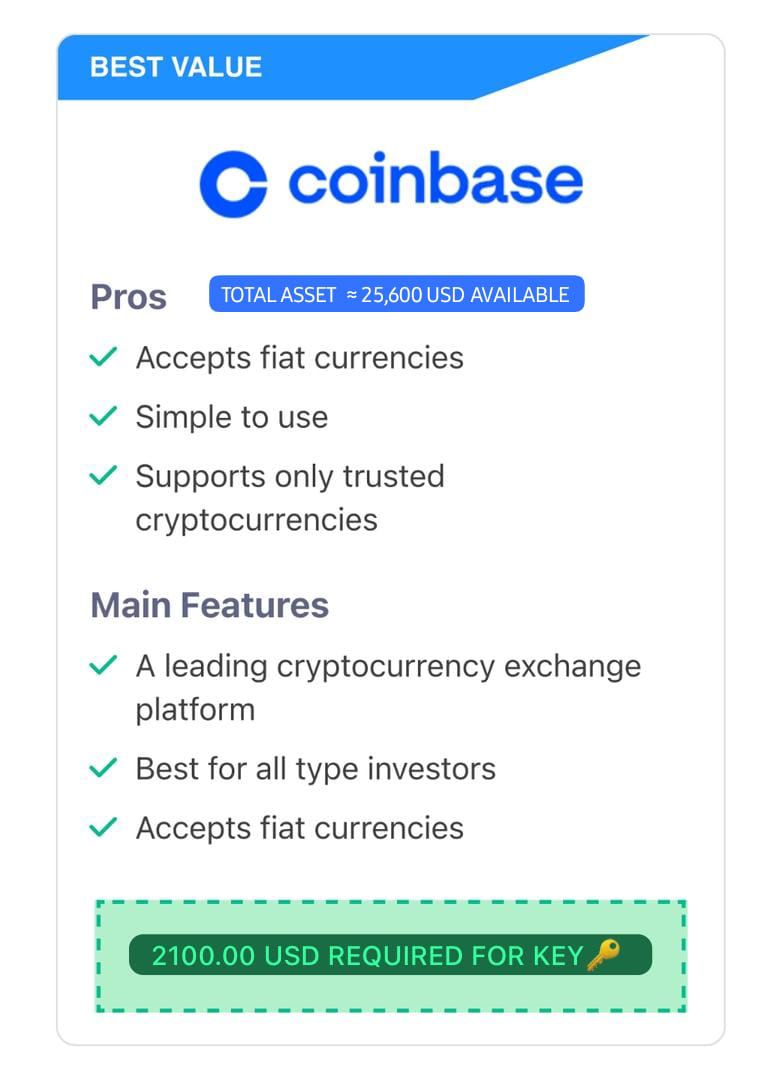 BEST VALUE
coinbase
Pros
TOTAL ASSET ≈ 25,600 USD AVAILABLE
Accepts fiat currencies
Simple to use
Supports only trusted
cryptocurrencies
Main Features
A leading cryptocurrency exchange
platform
Best for all type investors
Accepts fiat currencies
2100.00 USD REQUIRED FOR KEY🔑